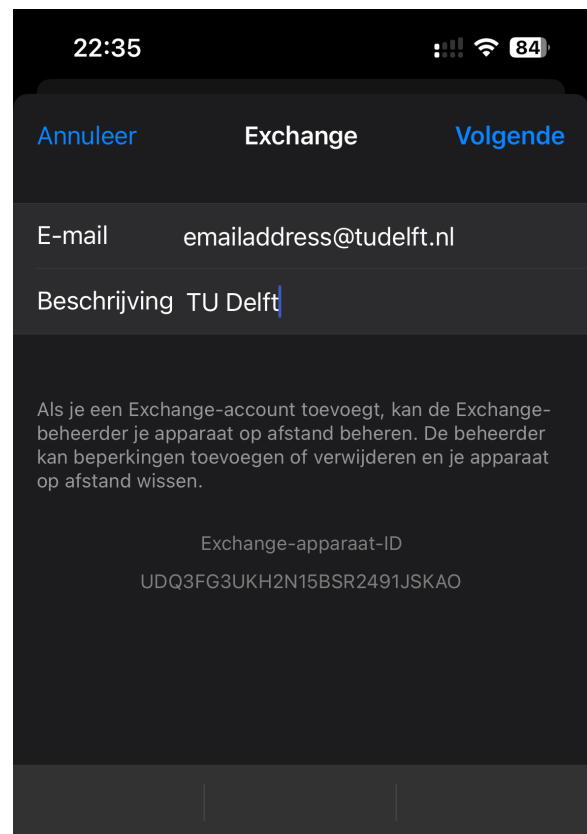 22:35
84
Annuleer Exchange Volgende
E-mail emailaddress@tudelft.nl
Beschrijving TU Delft
Als je een Exchange-account toevoegt, kan de Exchange-
beheerder je apparaat op afstand beheren. De beheerder
kan beperkingen toevoegen of verwijderen en je apparaat
op afstand wissen.
Exchange-apparaat-ID
UDQ3FG3UKH2N15BSR2491JSKAO